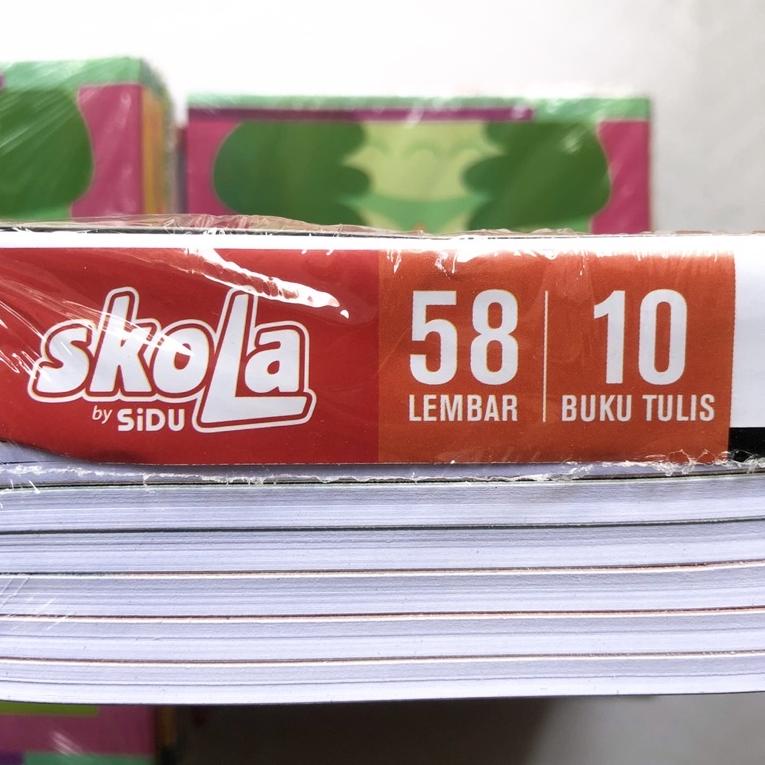 skoLa
by SiDU
58
LEMBAR
10
BUKU TULIS